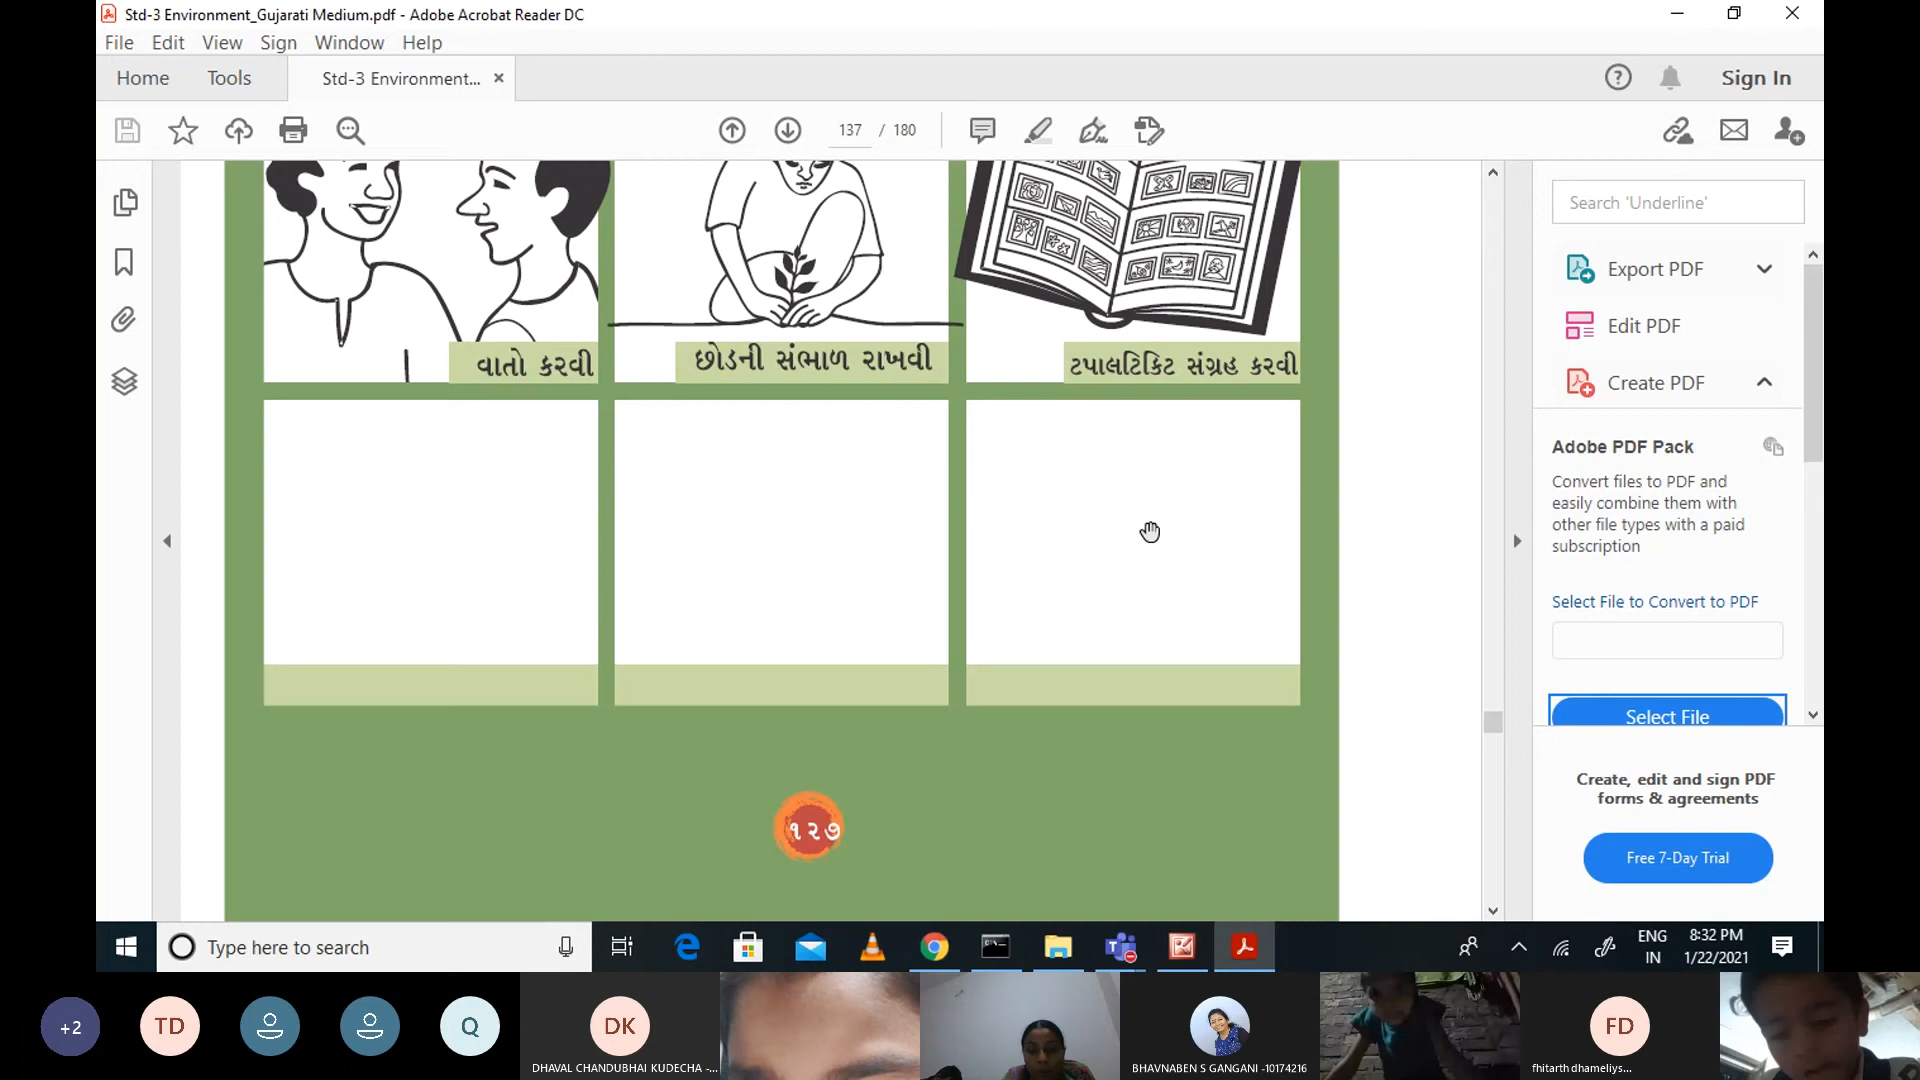 Std-3 Environment_Gujarati Medium.pdf - Adobe Acrobat Reader DC
File Edit View Sign Window Help
Home Tools Std-3 Environment... × Sign In
137 / 180
Search 'Underline'
Export PDF
Edit PDF
Create PDF
વાતો કરવી
છોડની સંભાળ રાખવી
ટપાલટિકિટ સંગ્રહ કરવી
Adobe PDF Pack
Convert files to PDF and
easily combine them with
other file types with a paid
subscription
Select File to Convert to PDF
Select File
Create, edit and sign PDF
forms & agreements
Free 7-Day Trial
૧૨૭
Type here to search
ENG
IN
8:32 PM
1/22/2021
+2
TD
Q
DK
DHAVAL CHANDUBHAI KUDECHA -...
BHAVNABEN S GANGANI -10174216
FD
fhitarth dhameliys...